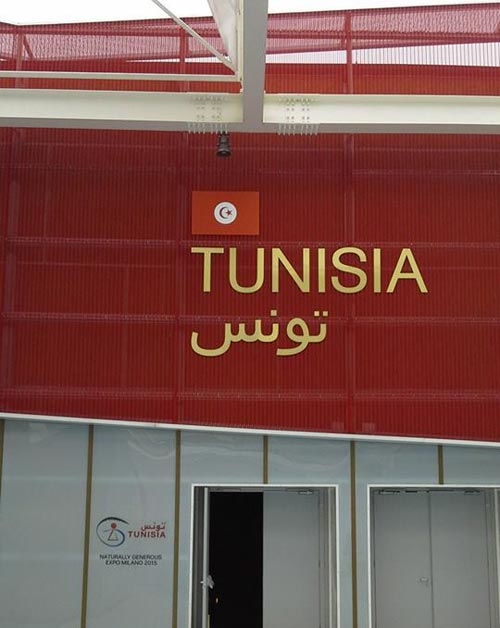 TUNISIA
تونس
تونس
TUNISIA
NATURALLY GENEROUS
EXPO MILANO 2015